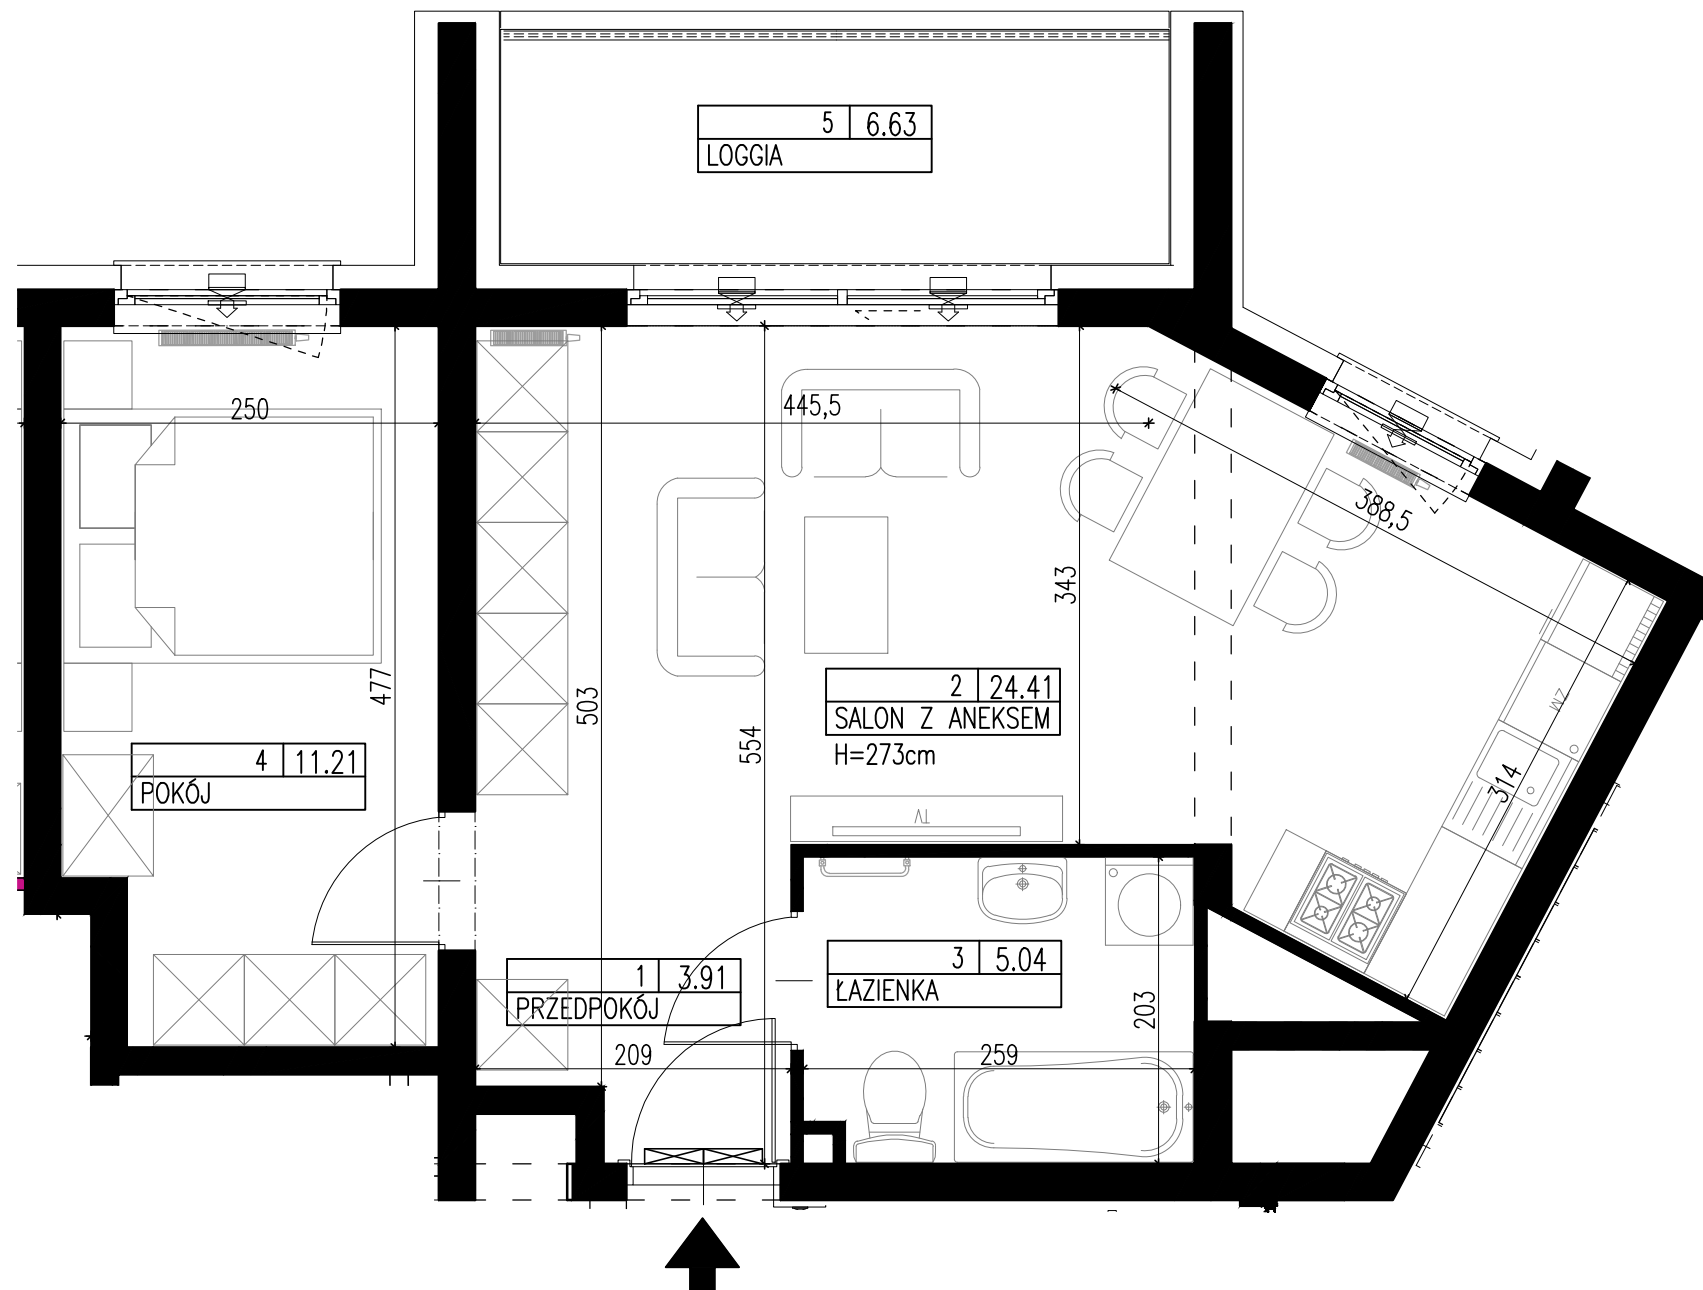 5 6.63
LOGGIA
250
445,5
388,5
343
477
503
554
2 24.41
SALON Z ANEKSEM
H=273cm
ZM
314
4 11.21
POKÓJ
TV
1 3.91
PRZEDPOKÓJ
3 5.04
ŁAZIENKA
203
209
259